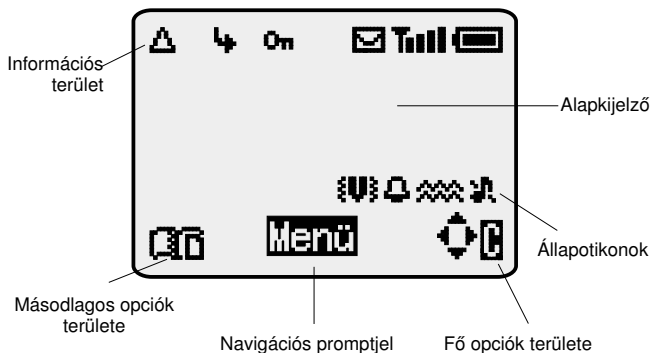 Információs
terület
Alapkijelző
Menü
Állapotikonok
Másodlagos opciók
területe
Navigációs promptjel
Fő opciók területe